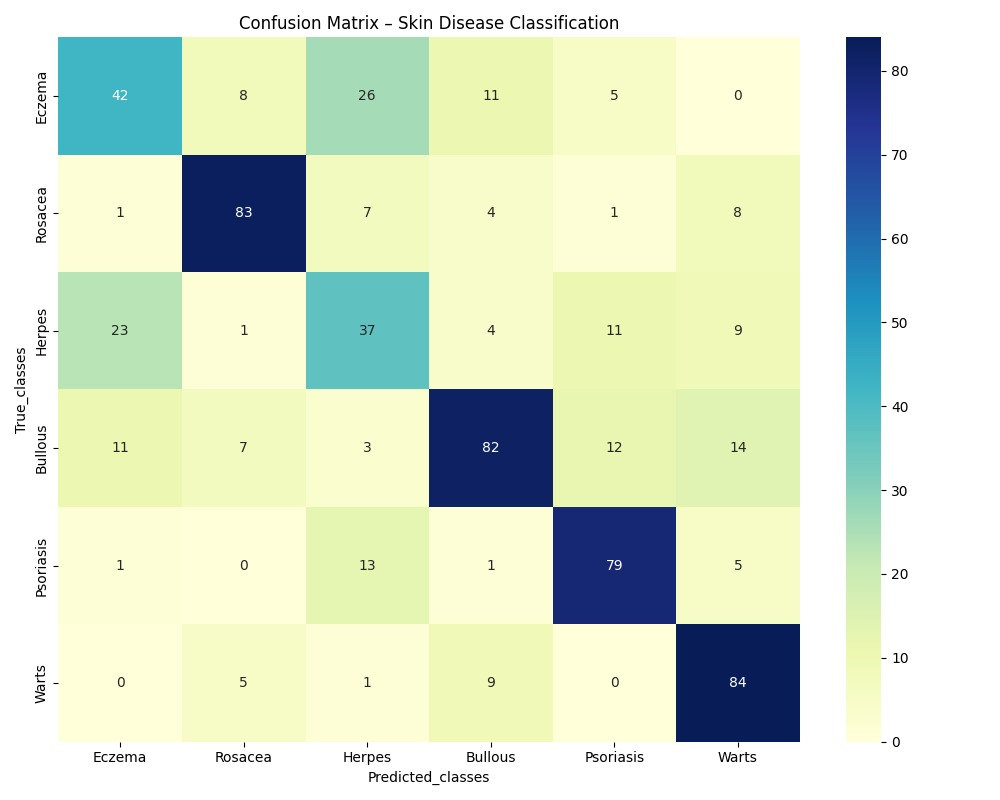 Confusion Matrix – Skin Disease Classification
Eczema 42 8 26 11 5 0
Rosacea 1 83 7 4 1 8
Herpes 23 1 37 4 11 9
Bullous 11 7 3 82 12 14
Psoriasis 1 0 13 1 79 5
Warts 0 5 1 9 0 84
True_classes
Eczema Rosacea Herpes Bullous Psoriasis Warts
Predicted_classes
80
70
60
50
40
30
20
10
0